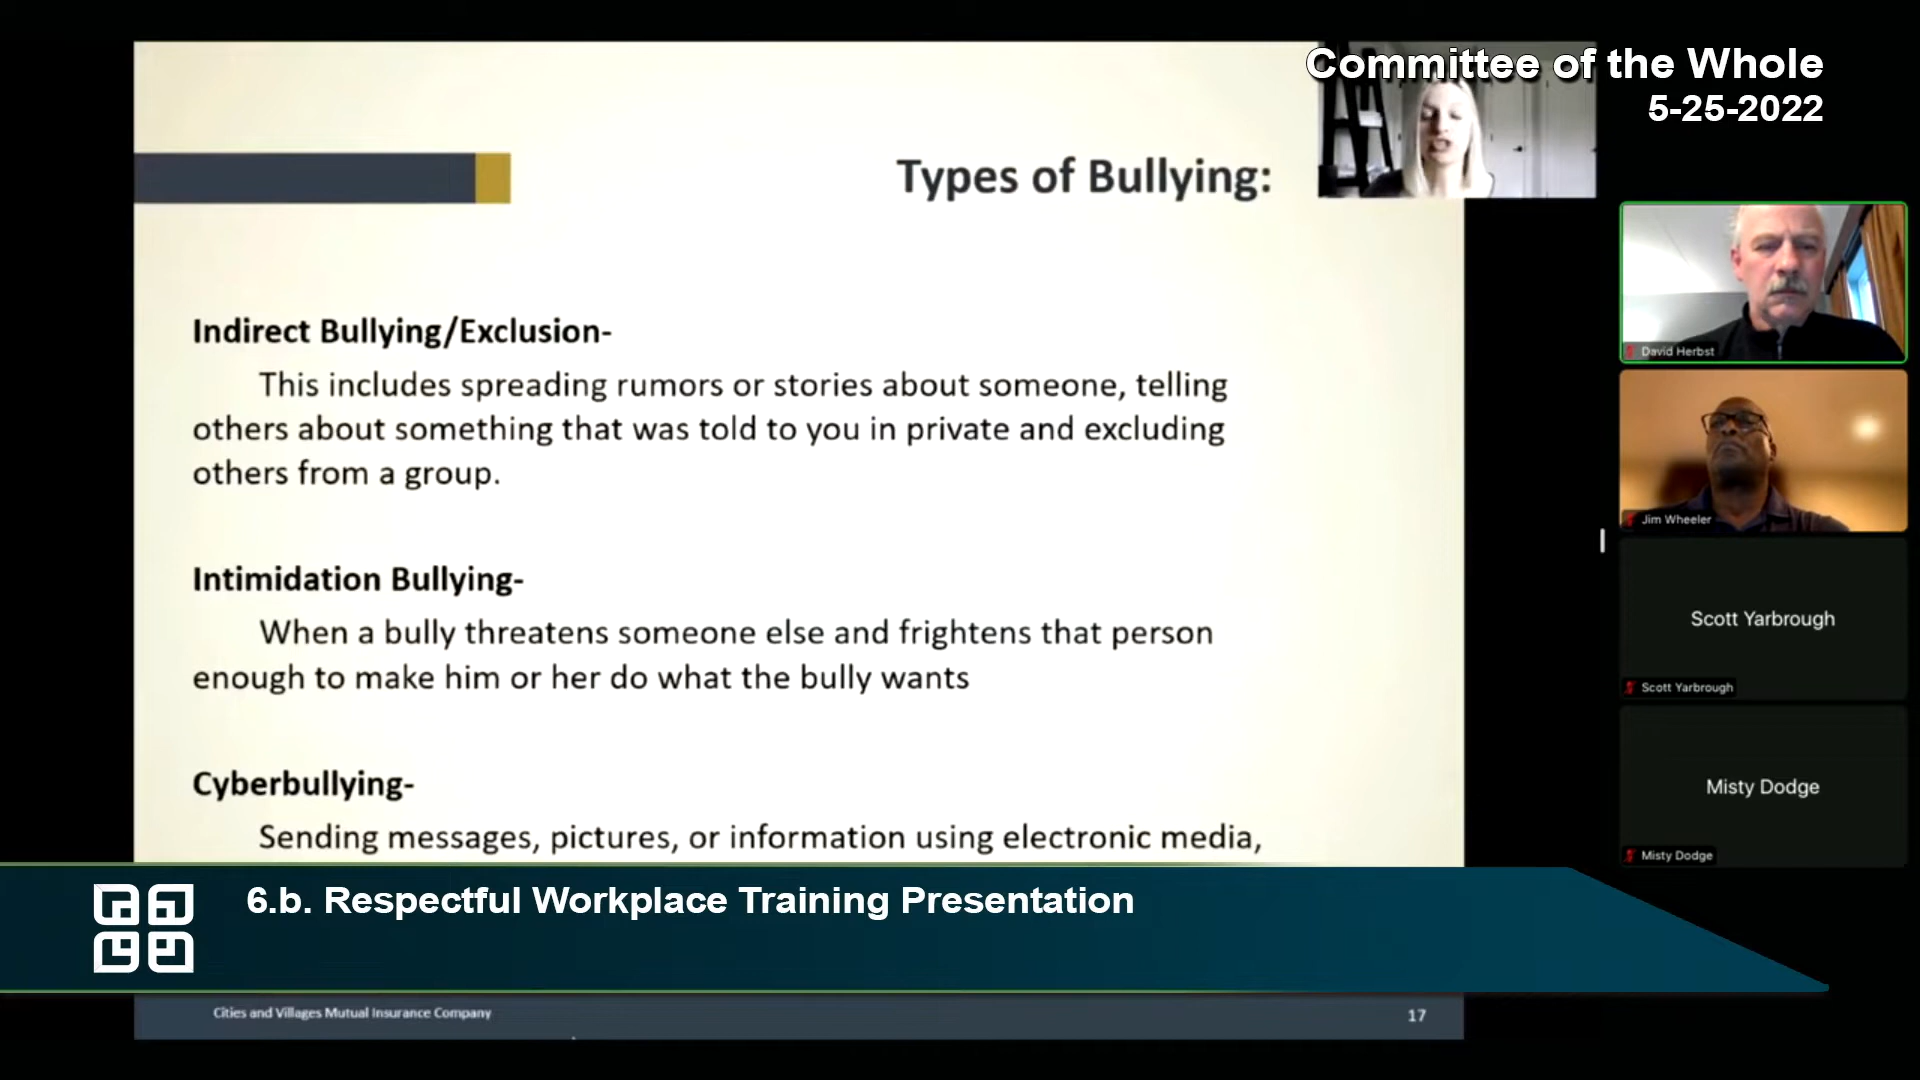 Committee of the Whole
5-25-2022
Types of Bullying:
Indirect Bullying/Exclusion-
This includes spreading rumors or stories about someone, telling
others about something that was told to you in private and excluding
others from a group.
Intimidation Bullying-
When a bully threatens someone else and frightens that person
enough to make him or her do what the bully wants
Cyberbullying-
Sending messages, pictures, or information using electronic media,
David Herbst
Jim Wheeler
Scott Yarbrough
Scott Yarbrough
Misty Dodge
Misty Dodge
6.b. Respectful Workplace Training Presentation
Cities and Villages Mutual Insurance Company
17